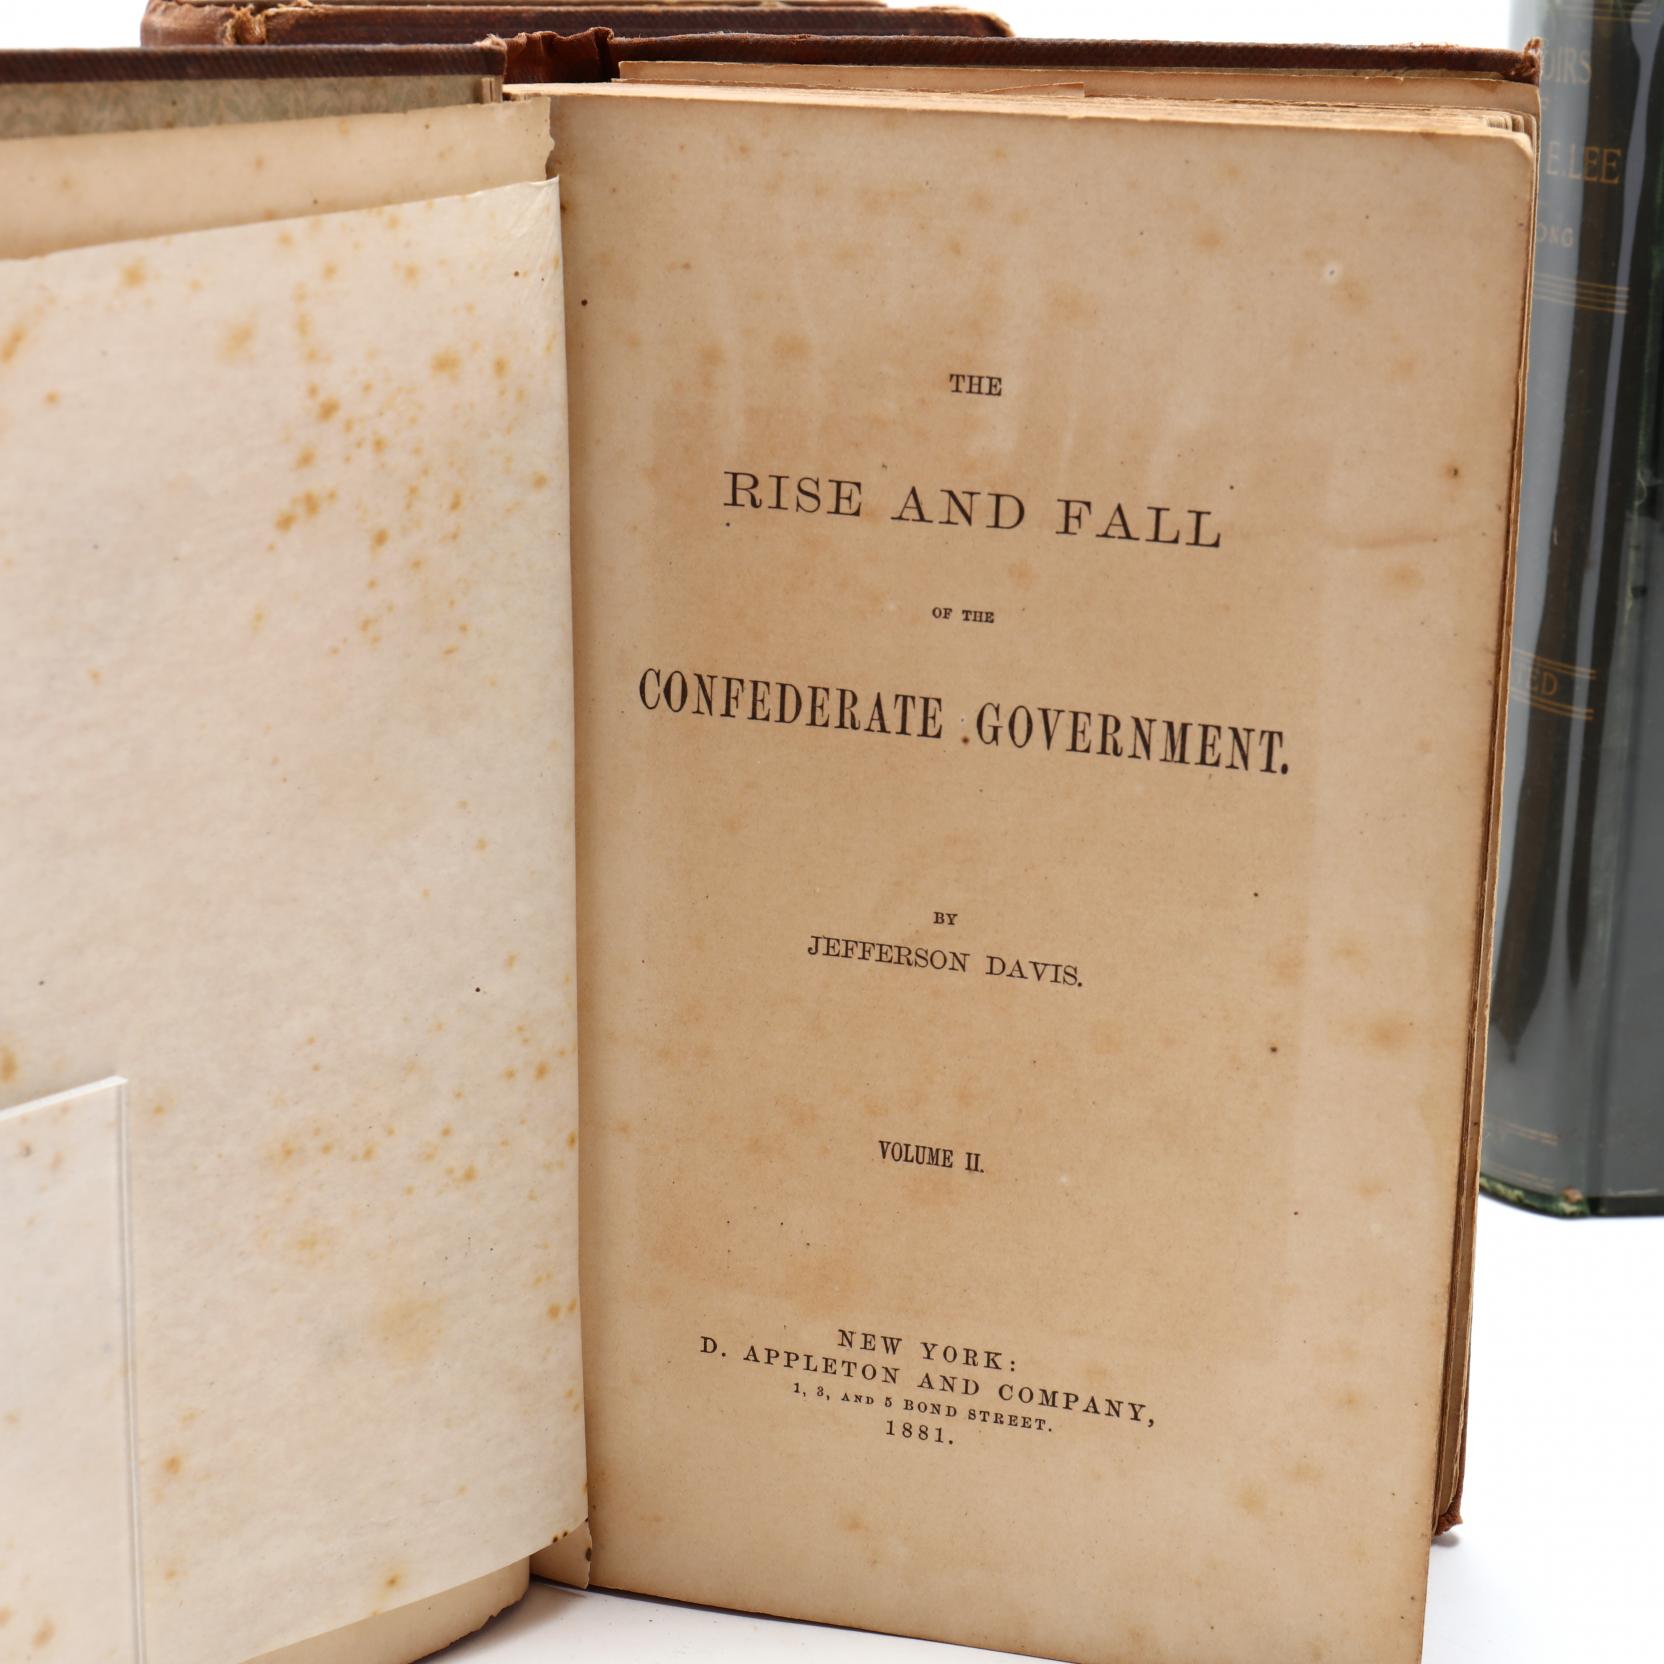 THE
RISE AND FALL
OF THE
CONFEDERATE GOVERNMENT.
BY
JEFFERSON DAVIS.
VOLUME II.
NEW YORK:
D. APPLETON AND COMPANY,
1, 3, AND 5 BOND STREET.
1881.
E. LEE